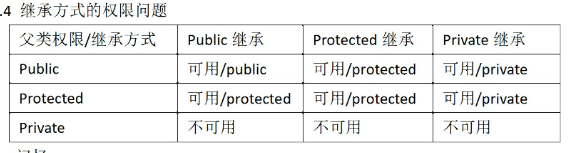 .4 继承方式的权限问题
父类权限/继承方式 Public 继承 Protected 继承 Private 继承
Public 可用/public 可用/protected 可用/private
Protected 可用/protected 可用/protected 可用/private
Private 不可用 不可用 不可用